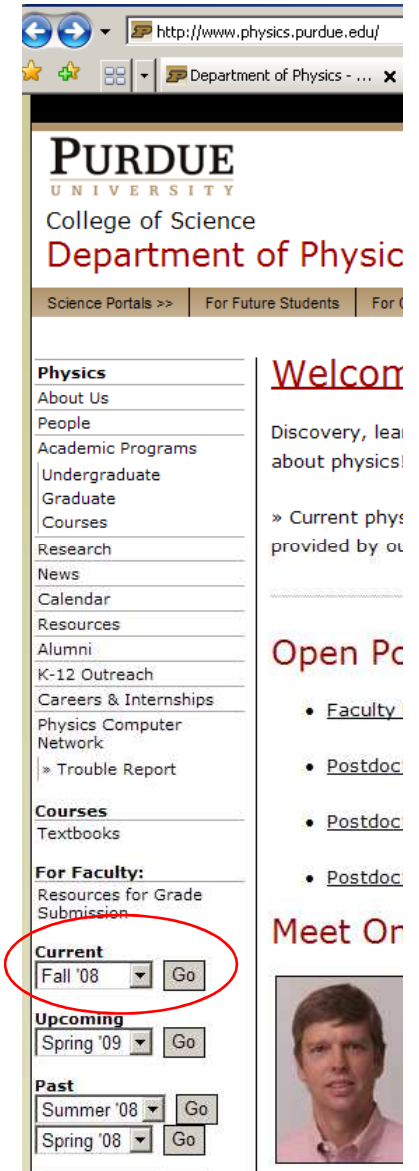 http://www.physics.purdue.edu/
Department of Physics - ...
PURDUE
UNIVERSITY
College of Science
Department of Physic
Science Portals >> For Future Students For
Physics
About Us
People
Academic Programs
Undergraduate
Graduate
Courses
Research
News
Calendar
Resources
Alumni
K-12 Outreach
Careers & Internships
Physics Computer
Network
» Trouble Report
Courses
Textbooks
For Faculty:
Resources for Grade
Submission
Current
Fall '08 Go
Upcoming
Spring '09 Go
Past
Summer '08 Go
Spring '08 Go
Welcom
Discovery, lea
about physics!
» Current phys
provided by ou
Open Po
• Faculty
• Postdoc
• Postdoc
• Postdoc
Meet On